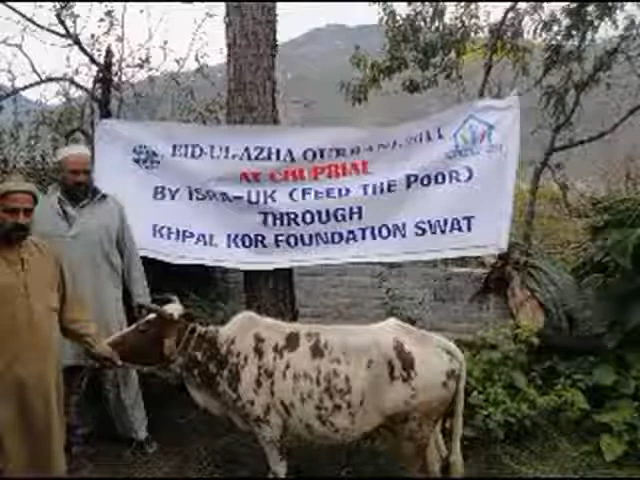 EID-UL-AZHA QURBANI, 2011
AT CHUPRIAL
BY ISRA-UK (FEED THE POOR)
THROUGH
KHPAL KOR FOUNDATION SWAT